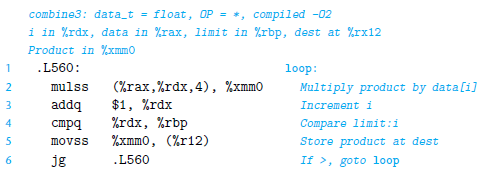 combine3: data_t = float, OP = *, compiled -O2
i in %rdx, data in %rax, limit in %rbp, dest at %rx12
Product in %xmm0
1 .L560: loop:
2 mulss (%rax,%rdx,4), %xmm0 Multiply product by data[i]
3 addq $1, %rdx Increment i
4 cmpq %rdx, %rbp Compare limit:i
5 movss %xmm0, (%r12) Store product at dest
6 jg .L560 If >, goto loop